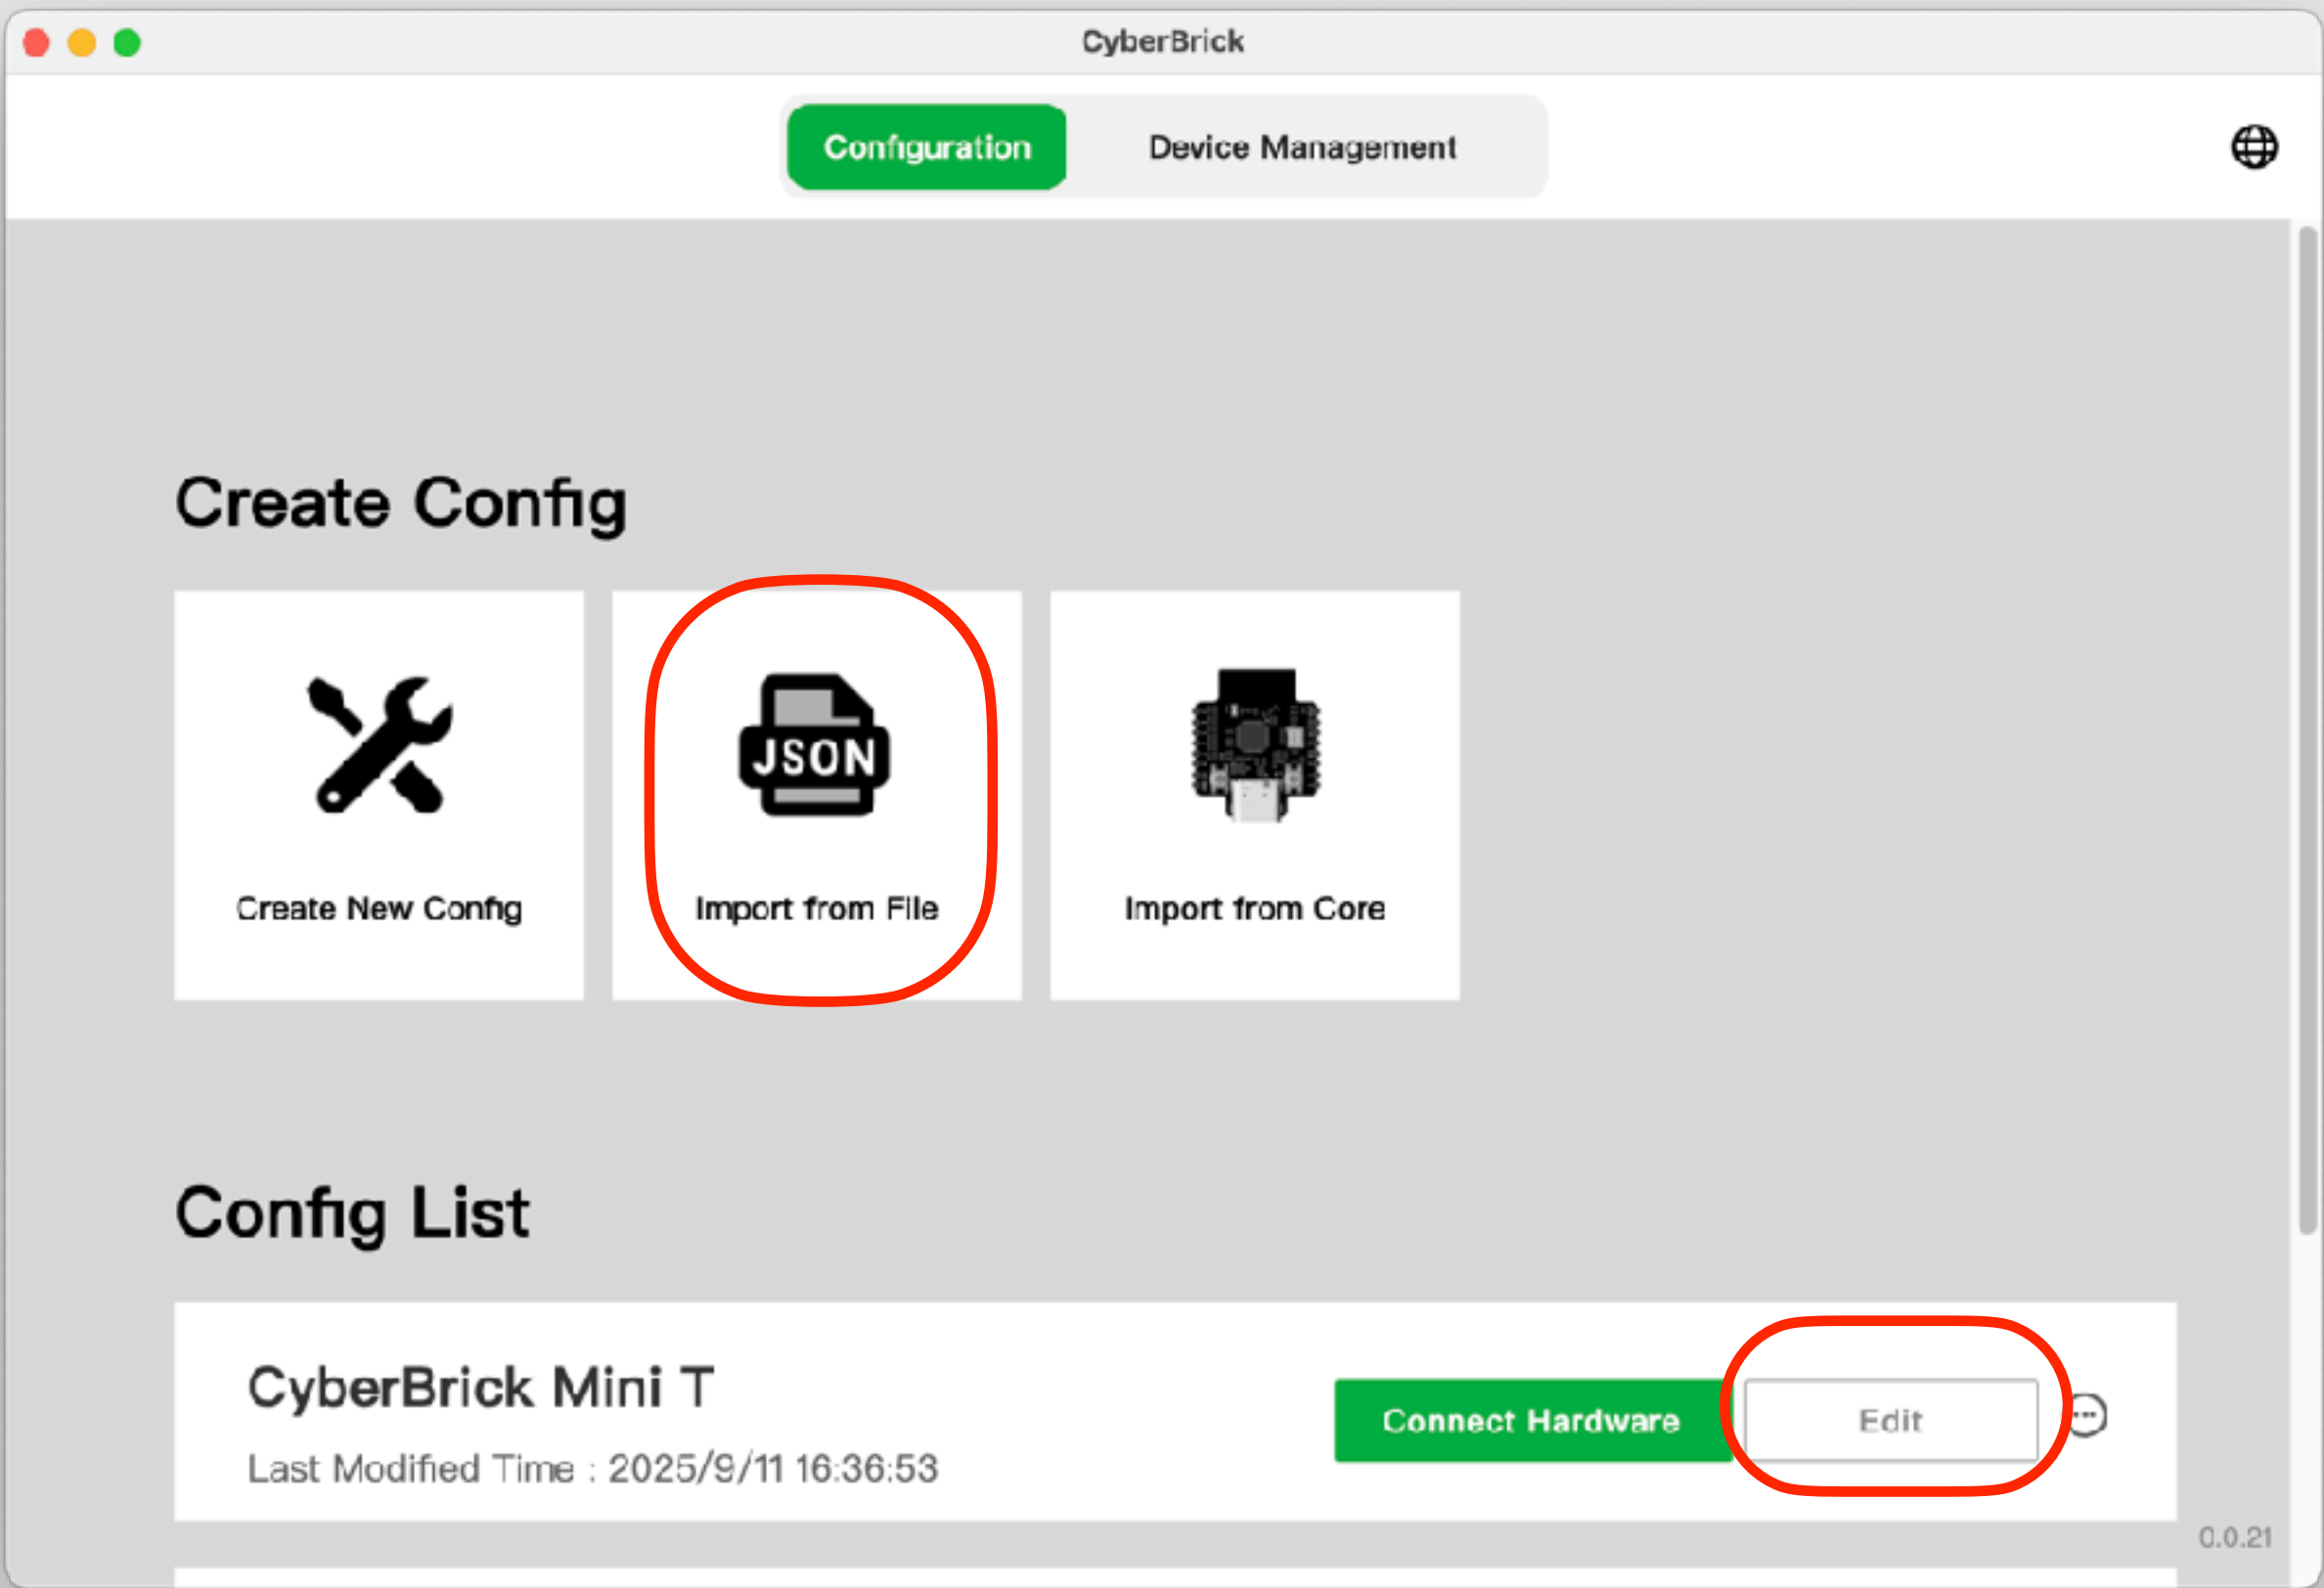 CyberBrick
Configuration
Device Management
Create Config
JSON
Create New Config
Import from File
Import from Core
Config List
CyberBrick Mini T
Last Modified Time : 2025/9/11 16:36:53
Connect Hardware
Edit
0.0.21